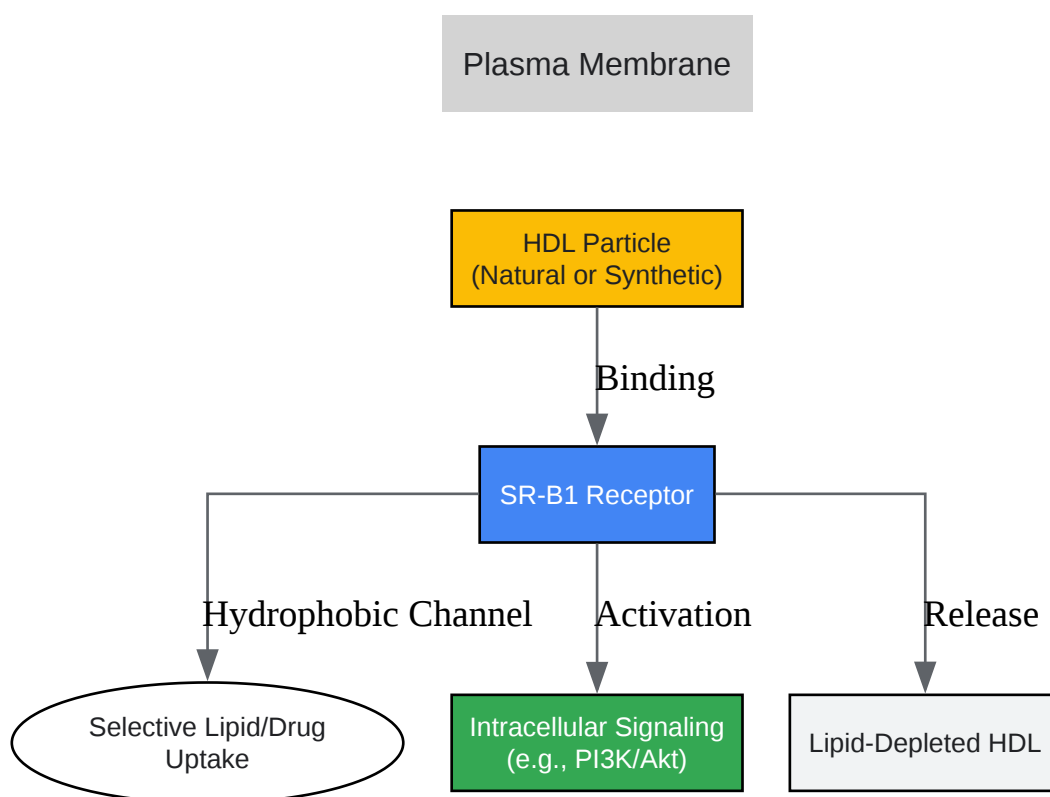 Plasma Membrane
HDL Particle
(Natural or Synthetic)
Binding
SR-B1 Receptor
Hydrophobic Channel
Activation
Release
Selective Lipid/Drug
Uptake
Intracellular Signaling
(e.g., PI3K/Akt)
Lipid-Depleted HDL